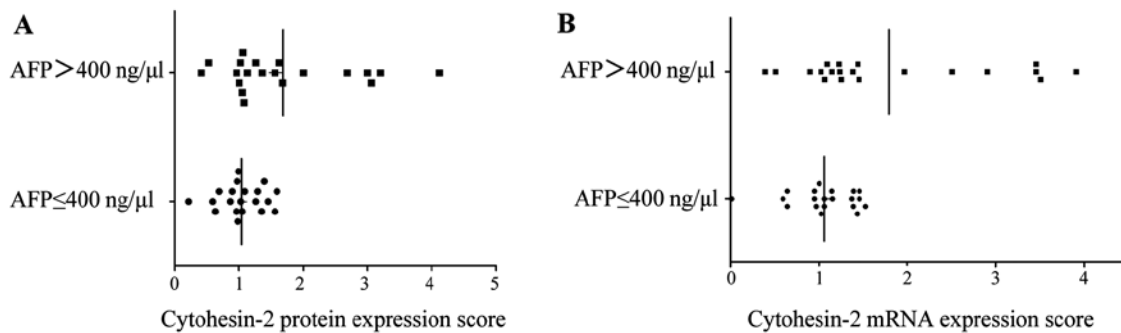 A
AFP>400 ng/μl
AFP≤400 ng/μl
0 1 2 3 4 5
Cytohesin-2 protein expression score
B
AFP>400 ng/μl
AFP≤400 ng/μl
0 1 2 3 4
Cytohesin-2 mRNA expression score